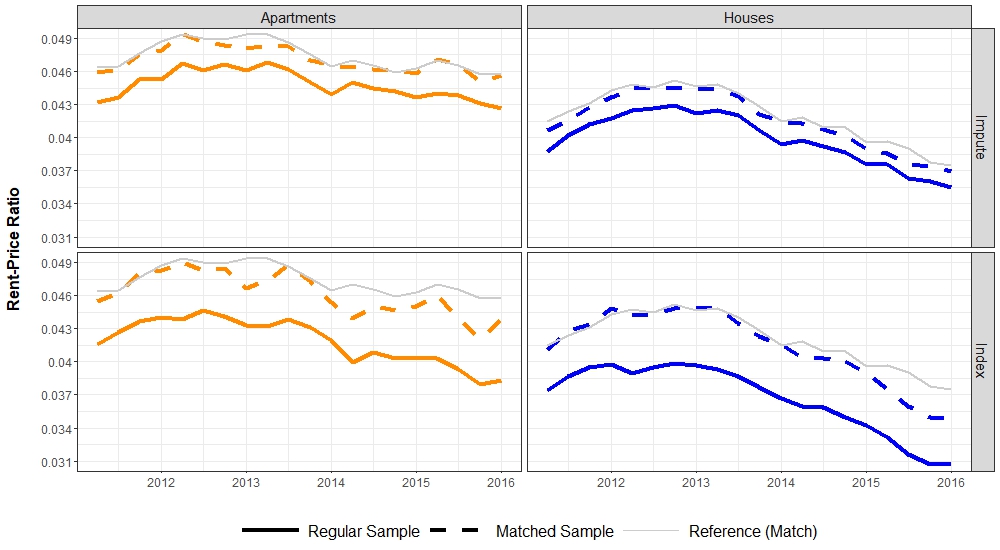 Apartments
Houses
0.049
0.046
0.043
0.04
0.037
0.034
0.031
Impute
Rent-Price Ratio
0.049
0.046
0.043
0.04
0.037
0.034
0.031
Index
2012 2013 2014 2015 2016 2012 2013 2014 2015 2016
Regular Sample Matched Sample Reference (Match)